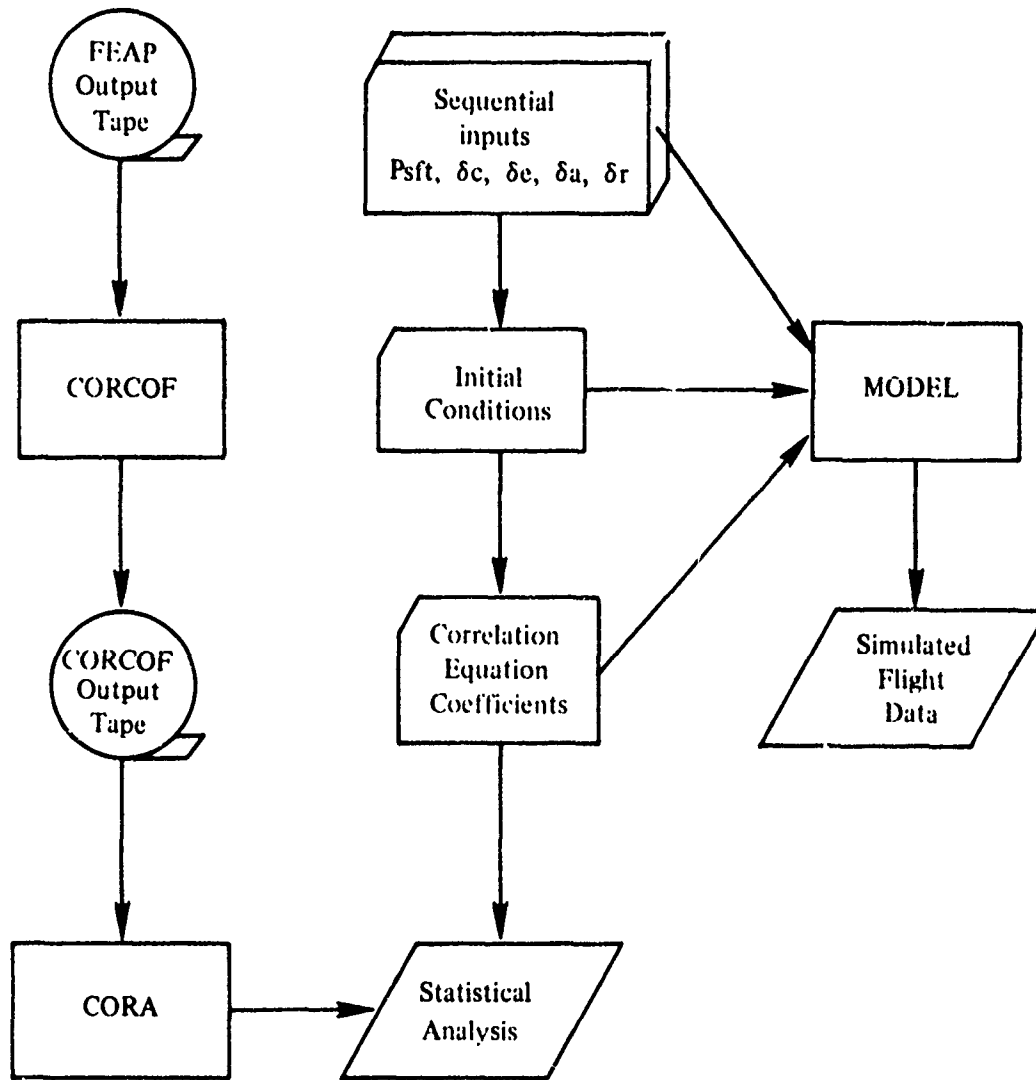 FEAP
Output
Tape
Sequential
inputs
Psft, δc, δe, δa, δr
CORCOF
Initial
Conditions
MODEL
CORCOF
Output
Tape
Correlation
Equation
Coefficients
Simulated
Flight
Data
CORA
Statistical
Analysis